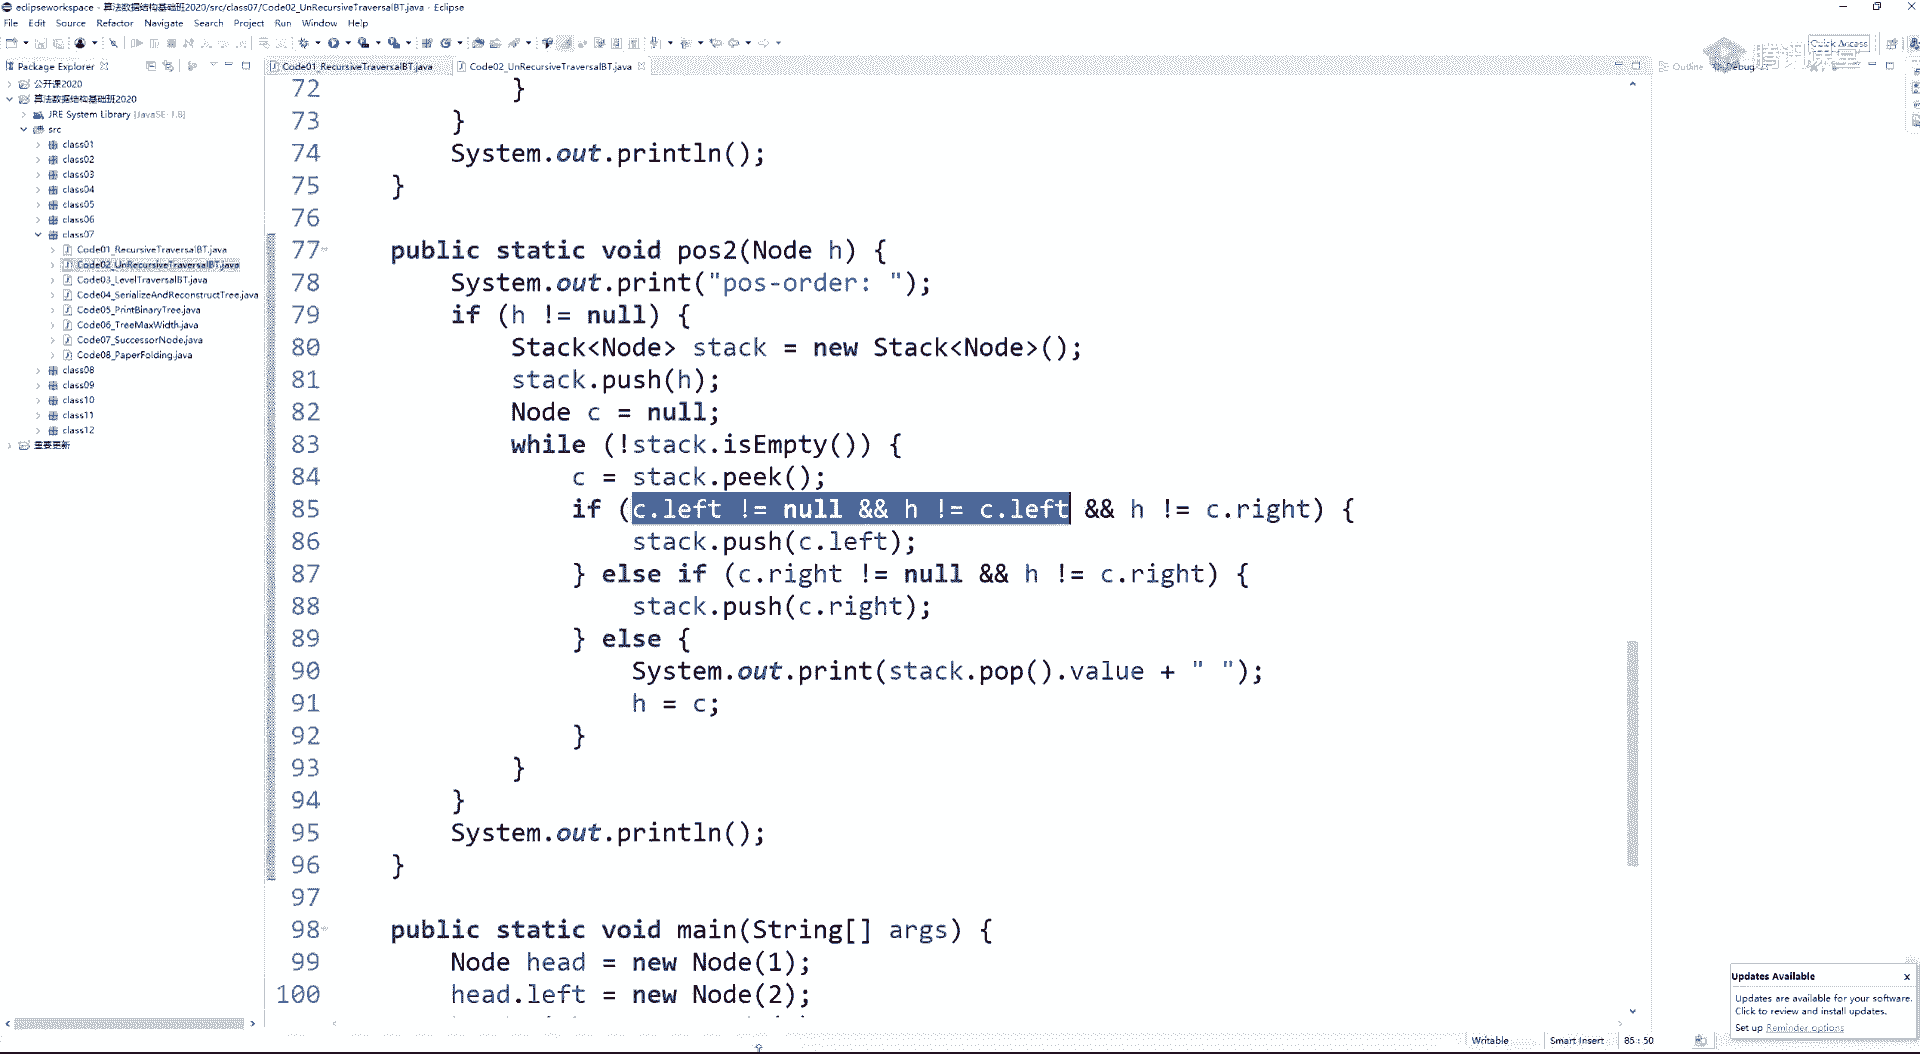 eclipseworkspace - 算法数据结构基础班2020/src/class07/Code02_UnRecursiveTraversalBT.java - Eclipse
File Edit Source Refactor Navigate Search Project Run Window Help
Quick Access
腾讯课堂
Package Explorer
Code01_RecursiveTraversalBT.java
Code02_UnRecursiveTraversalBT.java
Outline
Debug
公开课2020
算法数据结构基础班2020
JRE System Library [JavaSE-1.8]
src
class01
class02
class03
class04
class05
class06
class07
Code01_RecursiveTraversalBT.java
Code02_UnRecursiveTraversalBT.java
Code03_LevelTraversalBT.java
Code04_SerializeAndReconstructTree.java
Code05_PrintBinaryTree.java
Code06_TreeMaxWidth.java
Code07_SuccessorNode.java
Code08_PaperFolding.java
class08
class09
class10
class11
class12
重要更新
72 }
73 }
74 System.out.println();
75 }
76
77 public static void pos2(Node h) {
78 System.out.print("pos-order: ");
79 if (h != null) {
80 Stack<Node> stack = new Stack<Node>();
81 stack.push(h);
82 Node c = null;
83 while (!stack.isEmpty()) {
84 c = stack.peek();
85 if (c.left != null && h != c.left && h != c.right) {
86 stack.push(c.left);
87 } else if (c.right != null && h != c.right) {
88 stack.push(c.right);
89 } else {
90 System.out.print(stack.pop().value + " ");
91 h = c;
92 }
93 }
94 }
95 System.out.println();
96 }
97
98 public static void main(String[] args) {
99 Node head = new Node(1);
100 head.left = new Node(2);
Updates Available
Updates are available for your software.
Click to review and install updates.
Set up Reminder options
Writable Smart Insert 85 : 50